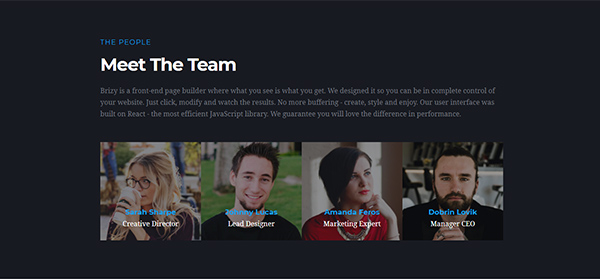 THE PEOPLE
Meet The Team
Brizy is a front-end page builder where what you see is what you get. We designed it so you can be in complete control of
your website. Just click, modify and watch the results. No more buffering - create, style and enjoy. Our user interface was
built on React - the most efficient JavaScript library. We guarantee you will love the difference in performance.
Sarah Sharpe Johnny Lucas Amanda Feros Dobrin Lovik
Creative Director Lead Designer Marketing Expert Manager CEO